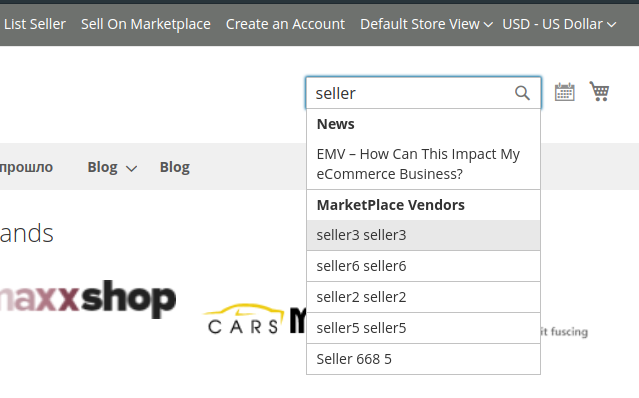 List Seller Sell On Marketplace Create an Account Default Store View USD - US Dollar
seller
News
EMV – How Can This Impact My
eCommerce Business?
MarketPlace Vendors
seller3 seller3
seller6 seller6
seller2 seller2
seller5 seller5
Seller 668 5
прошло Blog Blog
ands
maxxshop
CARS M
it fuscing